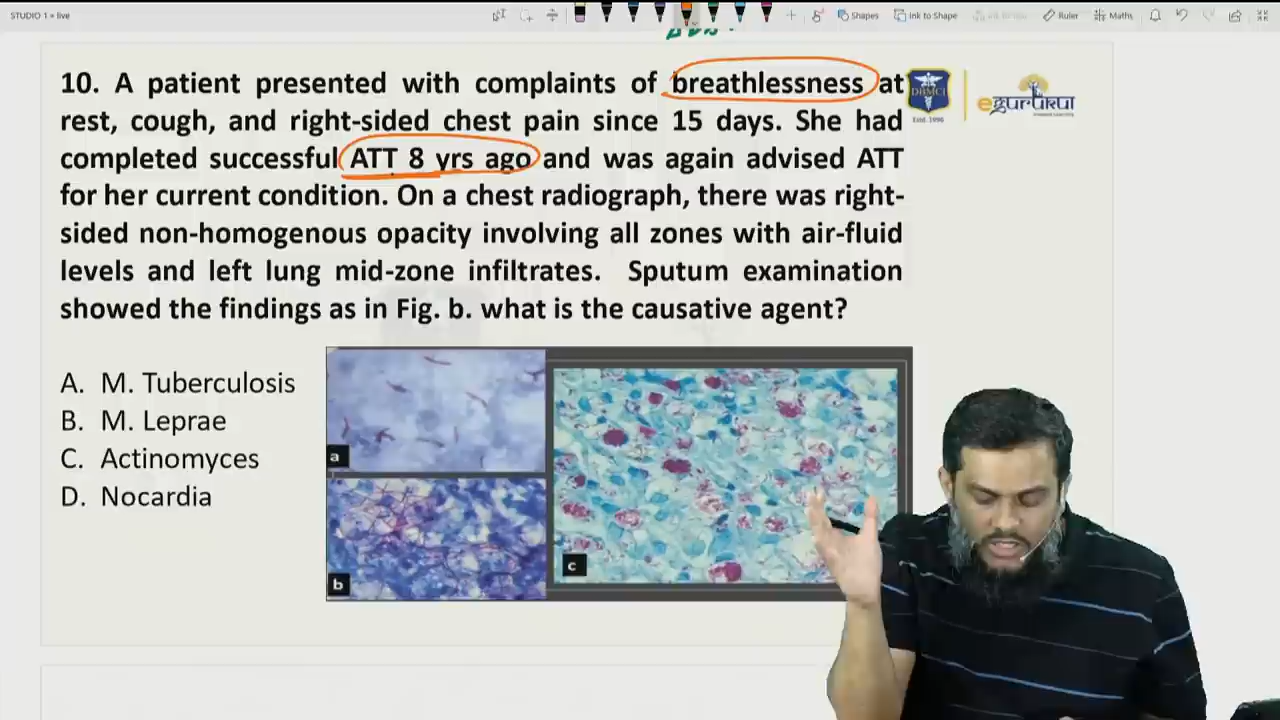 STUDIO 1 • live
Shapes
Ink to Shape
Ruler
Maths
10. A patient presented with complaints of breathlessness at
rest, cough, and right-sided chest pain since 15 days. She had
completed successful ATT 8 yrs ago and was again advised ATT
for her current condition. On a chest radiograph, there was right-
sided non-homogenous opacity involving all zones with air-fluid
levels and left lung mid-zone infiltrates. Sputum examination
showed the findings as in Fig. b. what is the causative agent?
DBMCI
Estd. 1996
eGurukul
A. M. Tuberculosis
B. M. Leprae
C. Actinomyces
D. Nocardia
a
b
c